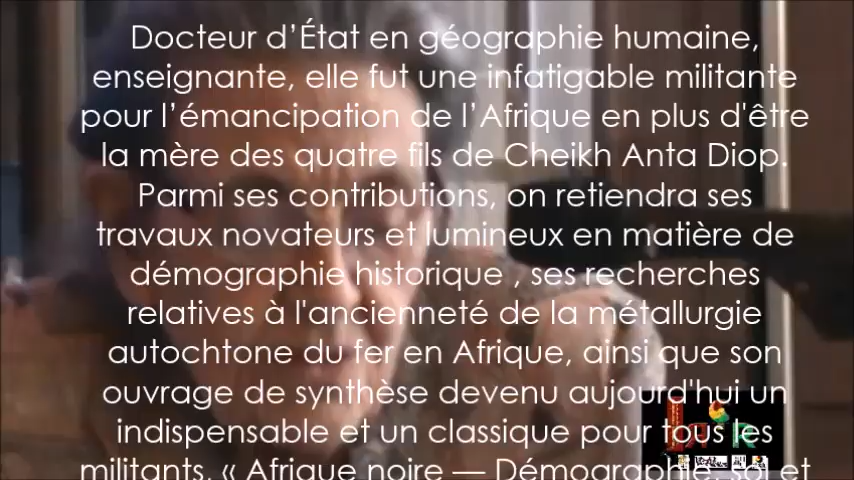 Docteur d’État en géographie humaine,
enseignante, elle fut une infatigable militante
pour l’émancipation de l’Afrique en plus d'être
la mère des quatre fils de Cheikh Anta Diop.
Parmi ses contributions, on retiendra ses
travaux novateurs et lumineux en matière de
démographie historique , ses recherches
relatives à l'ancienneté de la métallurgie
autochtone du fer en Afrique, ainsi que son
ouvrage de synthèse devenu aujourd'hui un
indispensable et un classique pour tous les
militants, « Afrique noire — Démographie, sol et